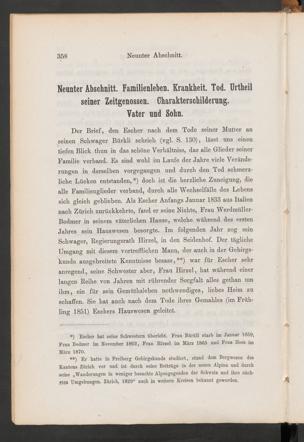 358
Neunter Abschnitt.
Neunter Abschnitt. Familienleben. Krankheit. Tod. Urtheil
seiner Zeitgenossen. Charakterschilderung.
Vater und Sohn.
Der Brief, den Escher nach dem Tode seiner Mutter an
seinen Schwager Bürkli schrieb (vgl. S. 130), lässt uns einen
tiefen Blick thun in das schöne Verhältniss, das alle Glieder seiner
Familie verband. Es sind wohl im Laufe der Jahre viele Verände-
rungen in derselben vorgegangen und durch den Tod schmerz-
liche Lücken entstanden,*) doch ist die herzliche Zuneigung, die
alle Familienglieder verband, durch alle Wechselfälle des Lebens
sich gleich geblieben. Als Escher Anfangs Januar 1833 aus Italien
nach Zürich zurückkehrte, fand er seine Nichte, Frau Werdmüller-
Bodmer in seinem väterlichen Hause, welche während des ersten
Jahres sein Hauswesen besorgte. Im folgenden Jahr zog sein
Schwager, Regierungsrath Hirzel, in den Seidenhof. Der tägliche
Umgang mit diesem vortrefflichen Mann, der auch in der Gebirgs-
kunde ausgebreitete Kenntnisse besass,**) war für Escher sehr
anregend, seine Schwester aber, Frau Hirzel, hat während einer
langen Reihe von Jahren mit rührender Sorgfalt alles gethan um
ihm, ein für sein Gemüthsleben nothwendiges, liebes Heim zu
schaffen. Sie hat auch nach dem Tode ihres Gemahles (im Früh-
ling 1851) Eschers Hauswesen geleitet.
*) Escher hat seine Schwestern überlebt. Frau Bürkli starb im Januar 1859,
Frau Bodmer im November 1862, Frau Hirzel im März 1865 und Frau Hess im
März 1870.
**) Er hatte in Freiberg Gebirgskunde studiert, stand dem Bergwesen des
Kantons Zürich vor und ist durch seine Beiträge in der neuen Alpina und durch
seine „Wanderungen in weniger besuchte Alpengegenden der Schweiz und ihre näch-
sten Umgebungen. Zürich, 1829“ auch in weitern Kreisen bekannt geworden.